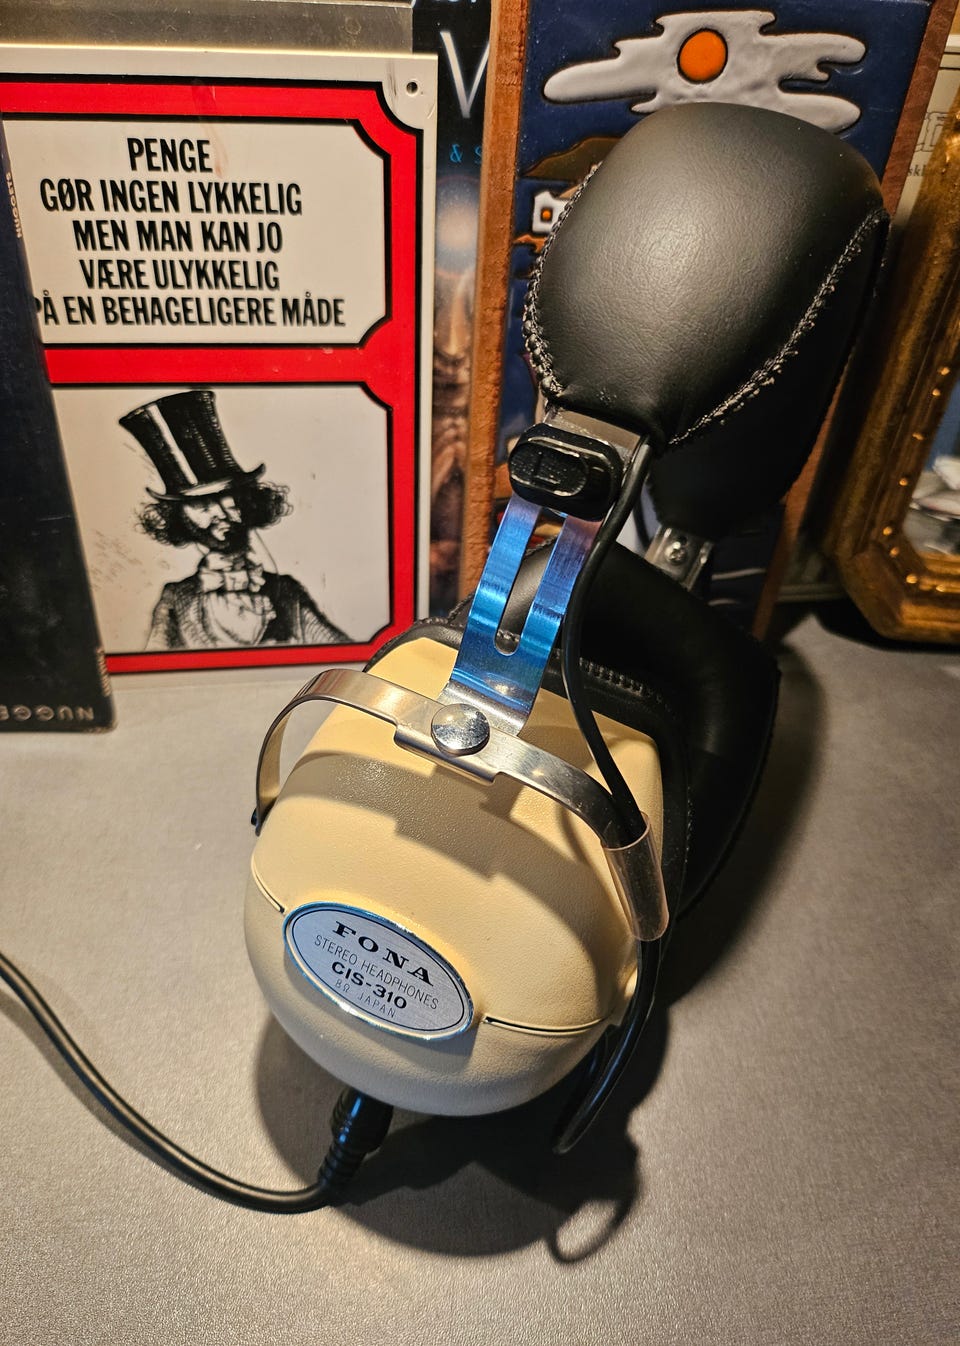 PENGE
GØR INGEN LYKKELIG
MEN MAN KAN JO
VÆRE ULYKKELIG
PÅ EN BEHAGELIGERE MÅDE
NUGGETS
V
&
L
FONA
STEREO HEADPHONES
CIS-310
8Ω JAPAN